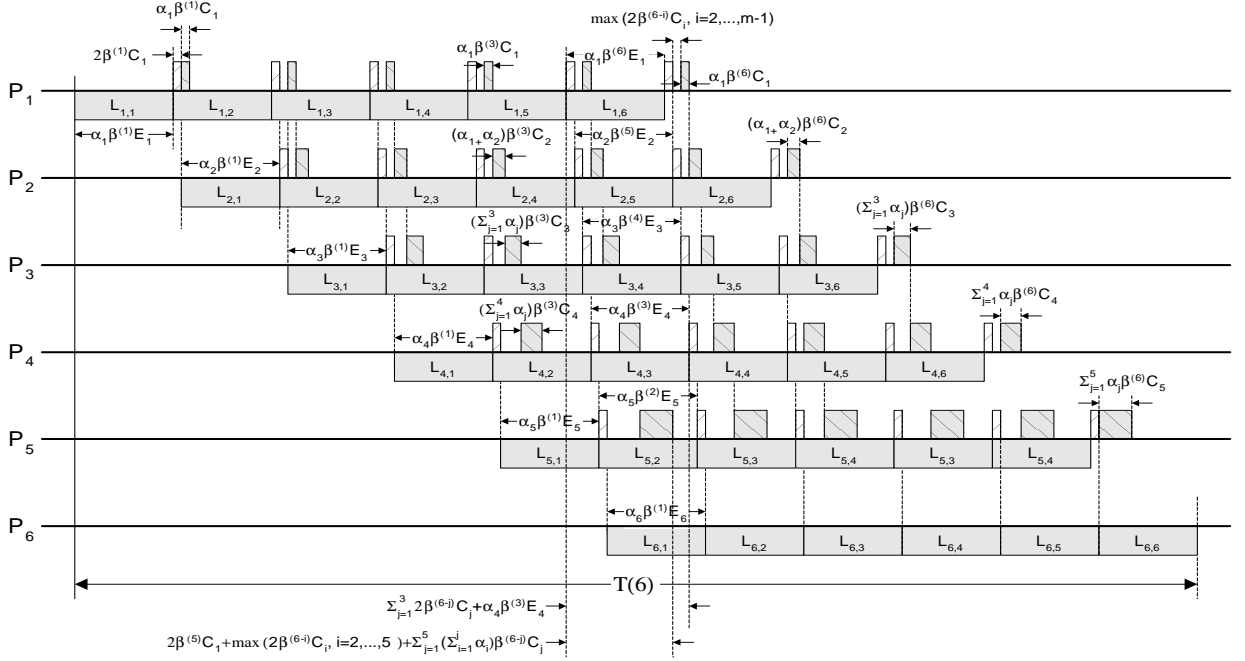 α₁β⁽¹⁾C₁
max (2β⁽⁶⁻ⁱ⁾Cᵢ, i=2,...,m-1)
2β⁽¹⁾C₁
α₁β⁽³⁾C₁
α₁β⁽⁶⁾E₁
α₁β⁽⁶⁾C₁
P₁
L₁,₁ L₁,₂ L₁,₃ L₁,₄ L₁,₅ L₁,₆
α₁β⁽¹⁾E₁
α₂β⁽¹⁾E₂
(α₁₊α₂)β⁽³⁾C₂
α₂β⁽⁵⁾E₂
(α₁₊α₂)β⁽⁶⁾C₂
P₂
L₂,₁ L₂,₂ L₂,₃ L₂,₄ L₂,₅ L₂,₆
α₃β⁽¹⁾E₃
(Σ³ⱼ₌₁ αⱼ)β⁽³⁾C₃
α₃β⁽⁴⁾E₃
(Σ³ⱼ₌₁ αⱼ)β⁽⁶⁾C₃
P₃
L₃,₁ L₃,₂ L₃,₃ L₃,₄ L₃,₅ L₃,₆
α₄β⁽¹⁾E₄
(Σ⁴ⱼ₌₁ αⱼ)β⁽³⁾C₄
α₄β⁽³⁾E₄
Σ⁴ⱼ₌₁ αⱼβ⁽⁶⁾C₄
P₄
L₄,₁ L₄,₂ L₄,₃ L₄,₄ L₄,₅ L₄,₆
α₅β⁽¹⁾E₅
α₅β⁽²⁾E₅
Σ⁵ⱼ₌₁ αⱼβ⁽⁶⁾C₅
P₅
L₅,₁ L₅,₂ L₅,₃ L₅,₄ L₅,₃ L₅,₄
α₆β⁽¹⁾E₆
P₆
L₆,₁ L₆,₂ L₆,₃ L₆,₄ L₆,₅ L₆,₆
T(6)
Σ³ⱼ₌₁ 2β⁽⁶⁻ʲ⁾Cⱼ+α₄β⁽³⁾E₄
2β⁽⁵⁾C₁+max (2β⁽⁶⁻ⁱ⁾Cᵢ, i=2,...,5 )+Σ⁵ⱼ₌₁(Σʲᵢ₌₁ αᵢ)β⁽⁶⁻ʲ⁾Cⱼ